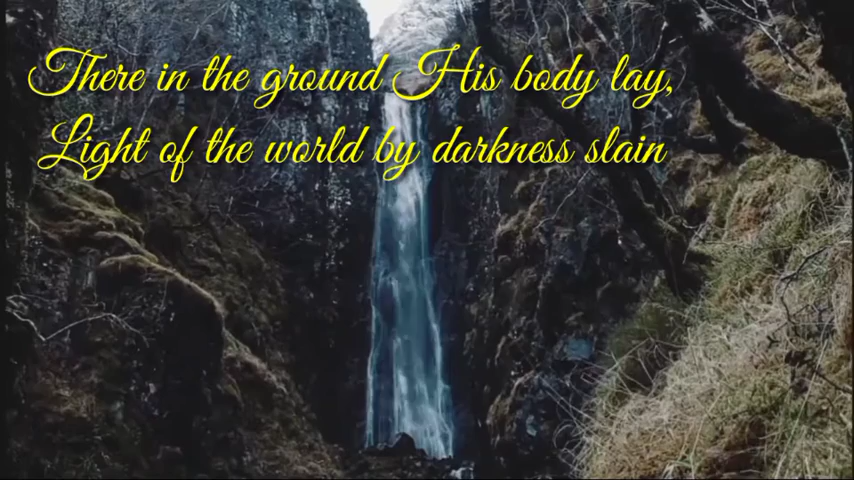 There in the ground His body lay,
Light of the world by darkness slain